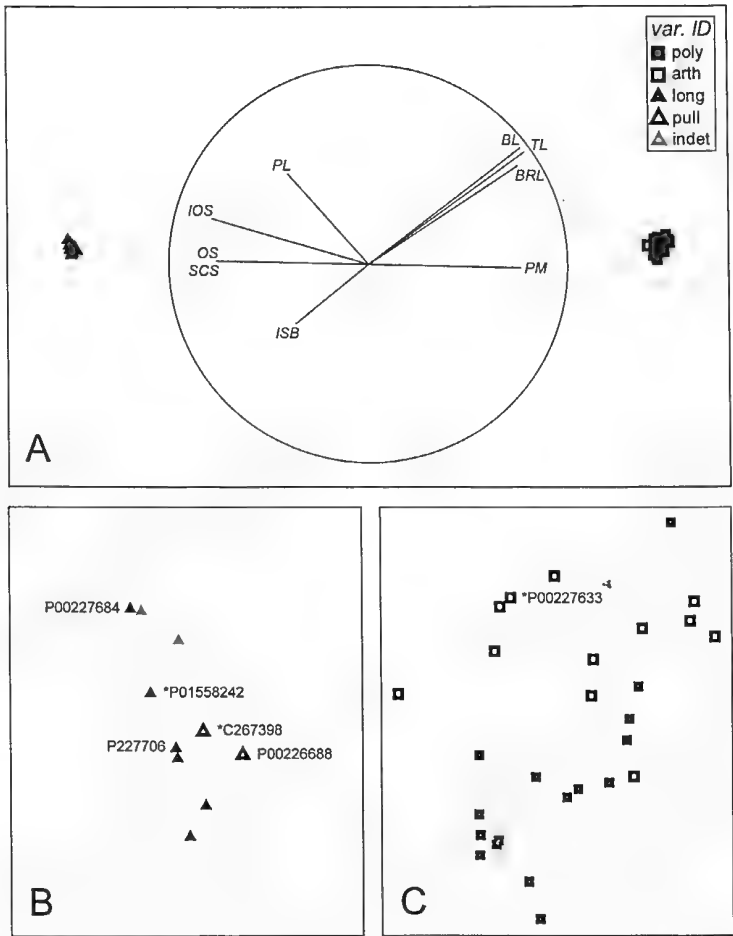 var. ID
poly
arth
long
pull
indet
BL TL
BRL
PL
IOS
OS
SCS
PM
ISB
A
P00227684
*P01558242
*C267398
P227706
P00226688
B
*P00227633
C